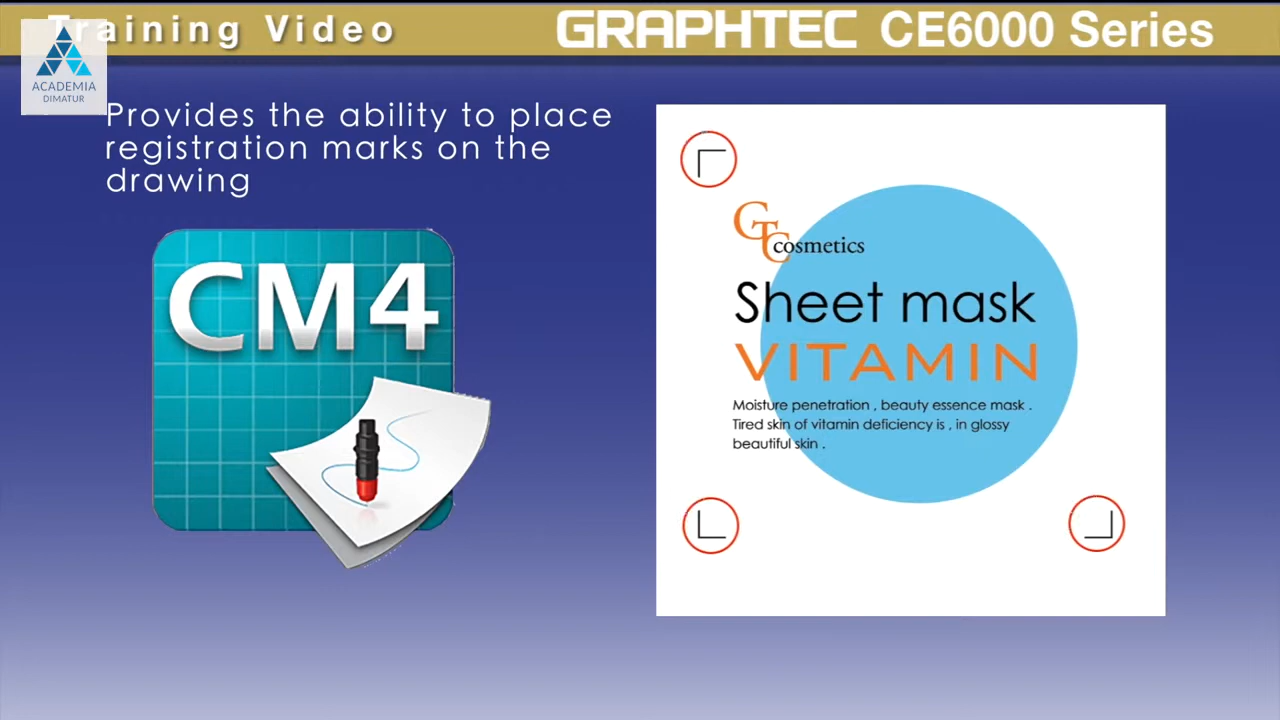 Training Video
GRAPHTEC CE6000 Series
ACADEMIA
DIMATUR
Provides the ability to place
registration marks on the
drawing
CM4
GTC cosmetics
Sheet mask
VITAMIN
Moisture penetration , beauty essence mask .
Tired skin of vitamin deficiency is , in glossy
beautiful skin .